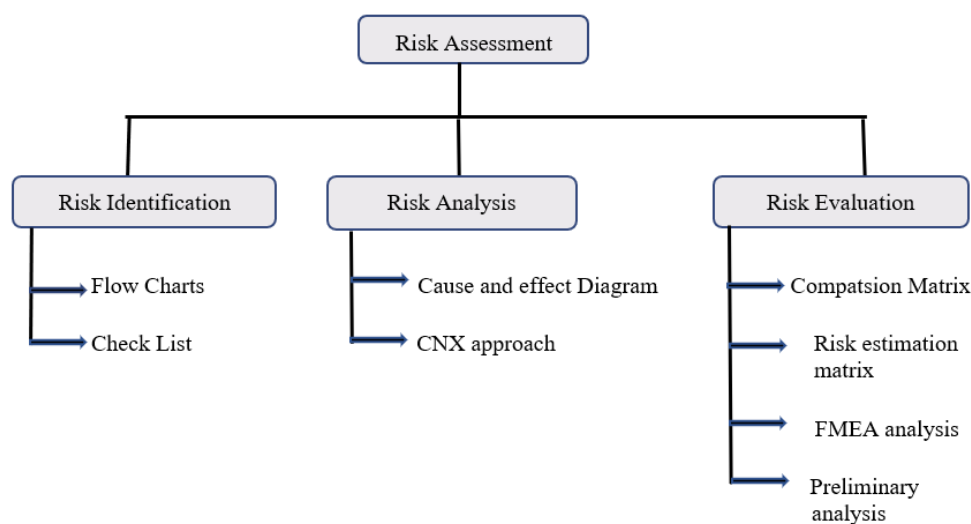 Risk Assessment
Risk Identification
Flow Charts
Check List
Risk Analysis
Cause and effect Diagram
CNX approach
Risk Evaluation
Compatsion Matrix
Risk estimation
matrix
FMEA analysis
Preliminary
analysis